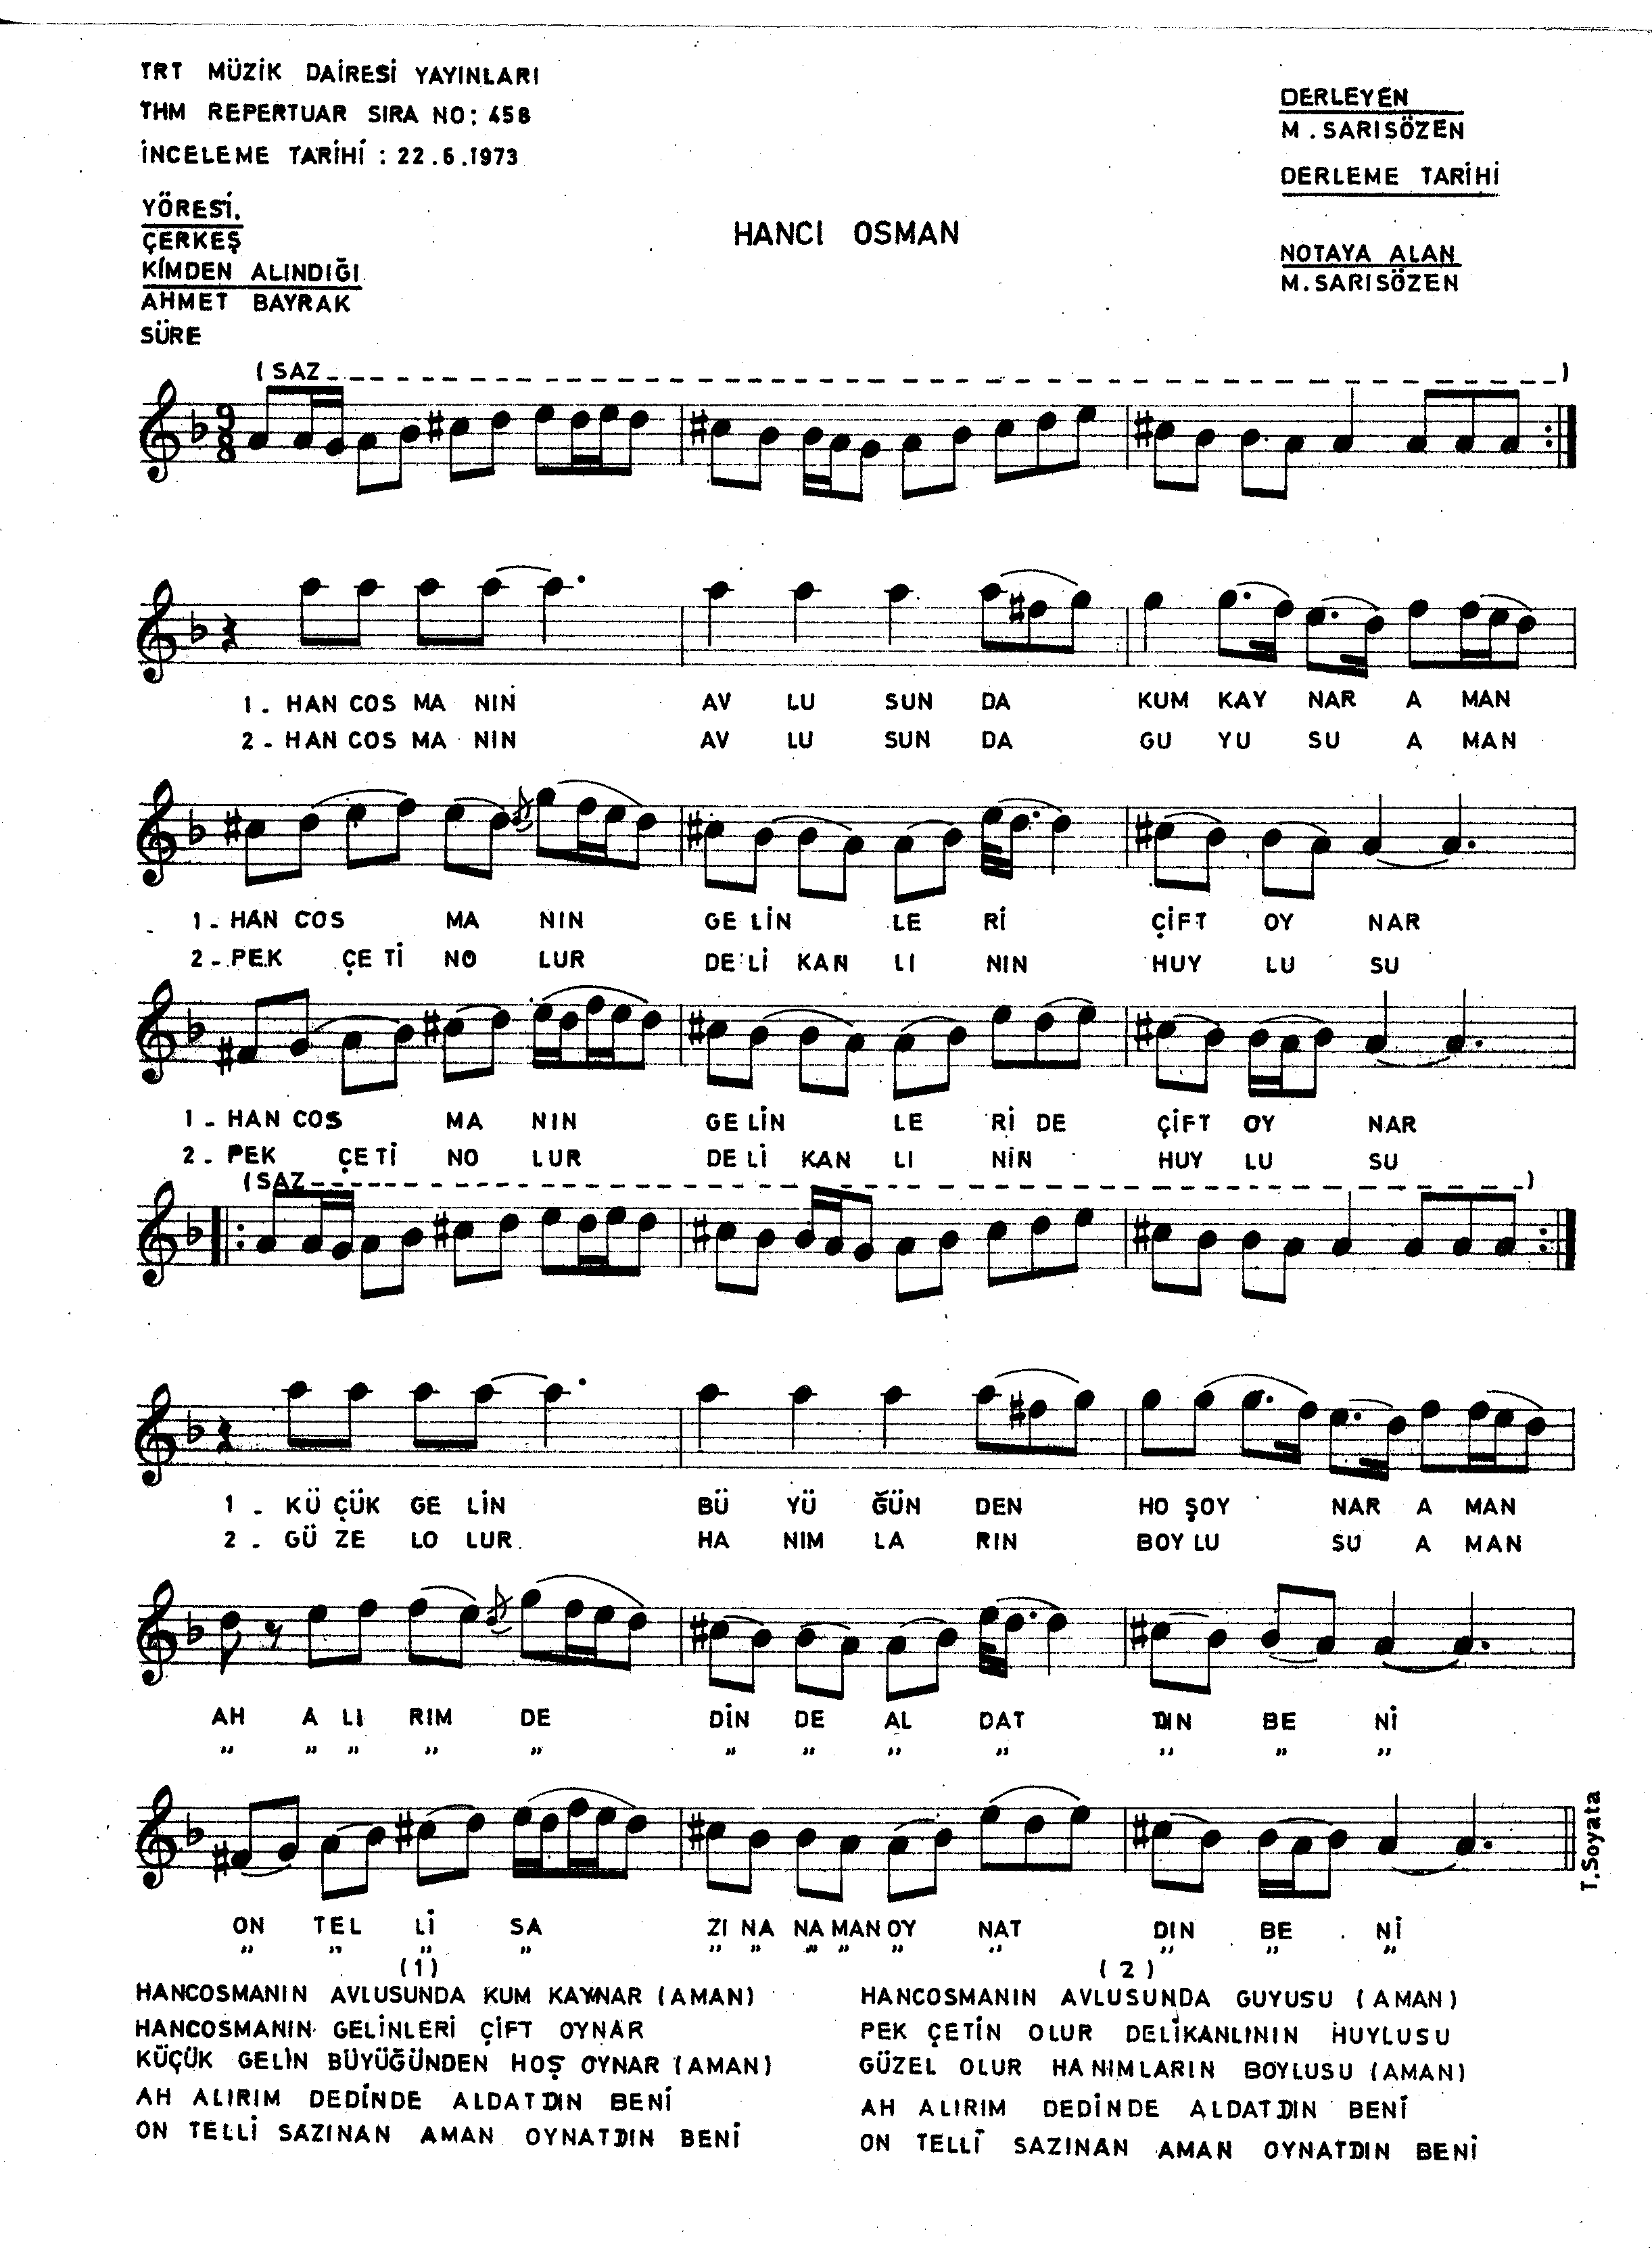 TRT MÜZİK DAİRESİ YAYINLARI
THM REPERTUAR SIRA NO: 458
İNCELEME TARİHİ : 22.6.1973
DERLEYEN
M. SARISÖZEN
DERLEME TARİHİ
YÖRESİ.
ÇERKEŞ
KİMDEN ALINDIĞI
AHMET BAYRAK
SÜRE
HANCI OSMAN
NOTAYA ALAN
M.SARISÖZEN
( SAZ )
9 8
1. HAN COS MA NIN AV LU SUN DA KUM KAY NAR A MAN
2. HAN COS MA NIN AV LU SUN DA GU YU SU A MAN
1. HAN COS MA NIN GE LİN LE Rİ ÇİFT OY NAR
2. PEK ÇE Tİ NO LUR DE Lİ KAN LI NIN HUY LU SU
1. HAN COS MA NIN GE LİN LE Rİ DE ÇİFT OY NAR
2. PEK ÇE Tİ NO LUR DE Lİ KAN LI NİN HUY LU SU
( SAZ )
1. KÜ ÇÜK GE LİN BÜ YÜ ĞÜN DEN HO ŞOY NAR A MAN
2. GÜ ZE LO LUR. HA NIM LA RIN BOY LU SU A MAN
AH A LI RIM DE DİN DE AL DAT DIN BE Nİ
" " " " " " " " " " " "
ON TEL Lİ SA ZI NA NA MAN OY NAT DIN BE Nİ
" " " " " " " " " " " " "
T.Soyata
(1)
HANCOSMANIN AVLUSUNDA KUM KAYNAR (AMAN)
HANCOSMANIN GELİNLERİ ÇİFT OYNAR
KÜÇÜK GELİN BÜYÜĞÜNDEN HOŞ OYNAR (AMAN)
AH ALIRIM DEDİNDE ALDATDIN BENİ
ON TELLİ SAZINAN AMAN OYNATDIN BENİ
(2)
HANCOSMANIN AVLUSUNDA GUYUSU (AMAN)
PEK ÇETİN OLUR DELİKANLININ HUYLUSU
GÜZEL OLUR HANIMLARIN BOYLUSU (AMAN)
AH ALIRIM DEDİNDE ALDATDIN BENİ
ON TELLİ SAZINAN AMAN OYNATDIN BENİ